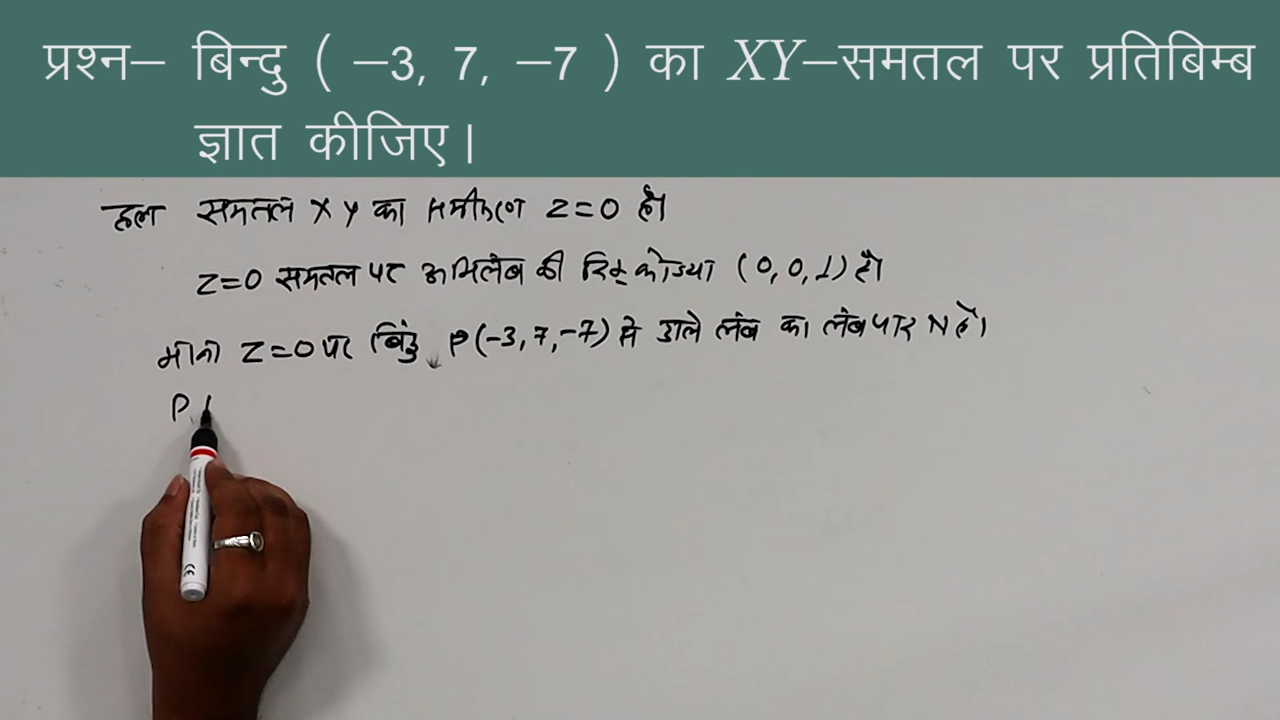 प्रश्न– बिन्दु ( –3, 7, –7 ) का XY–समतल पर प्रतिबिम्ब
ज्ञात कीजिए।
हल समतल XY का समीकरण Z=0 है।
Z=0 समतल पर अभिलंब की दिक् कोज्या (0, 0, 1) है।
माना Z=0 पर बिंदु P(-3, 7, -7) से डाले लंब का लंबपाद N है।
P